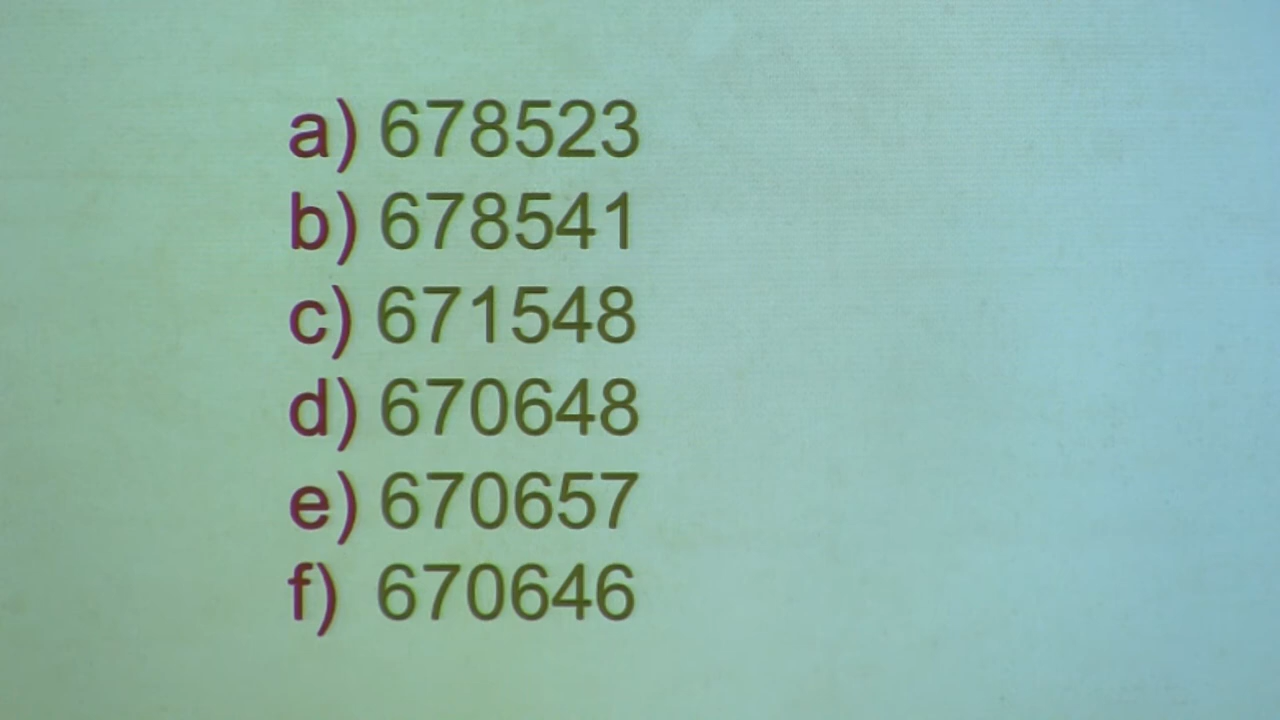 a) 678523
b) 678541
c) 671548
d) 670648
e) 670657
f) 670646